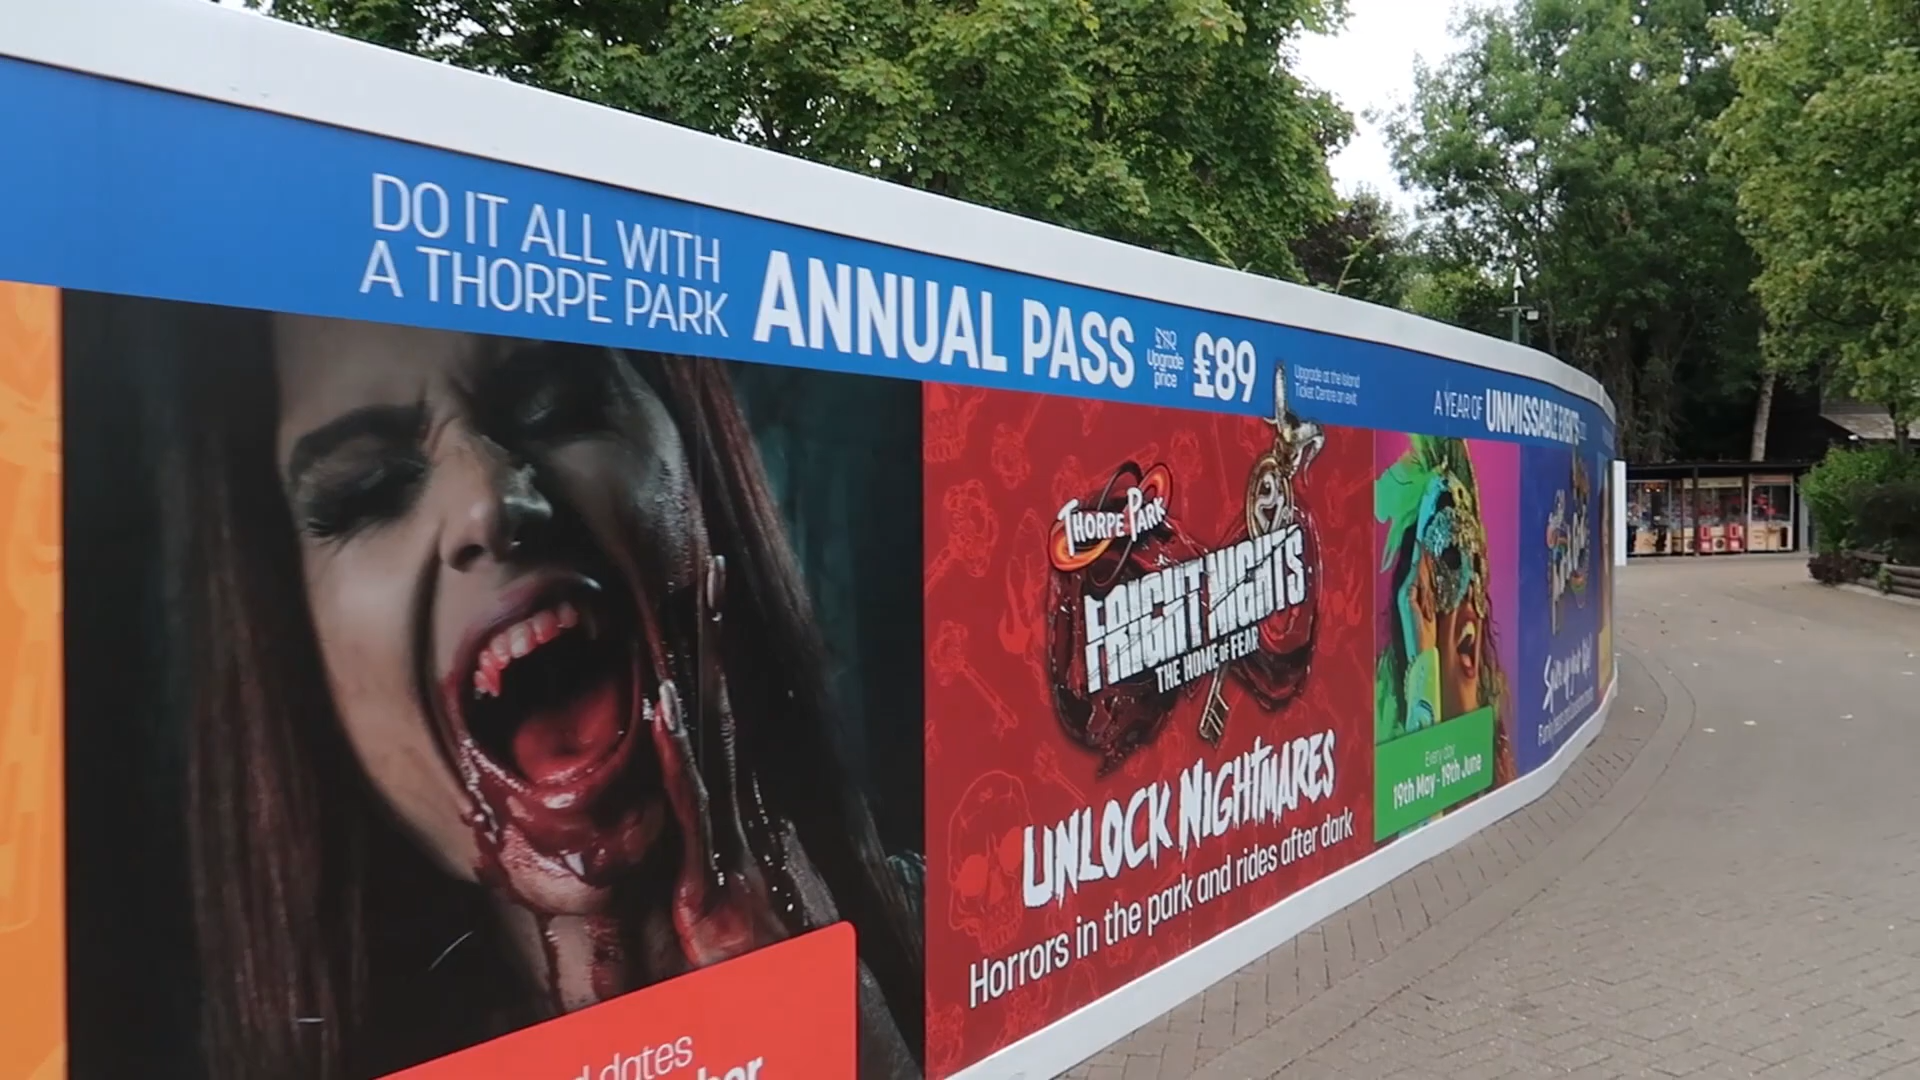 DO IT ALL WITH
A THORPE PARK
ANNUAL PASS
Upgrade
price
£89
Upgrade at the Island
Ticket Centre on exit
A YEAR OF UNMISSABLE EVENTS
THORPE PARK
FRIGHT NIGHTS
THE HOME OF FEAR
UNLOCK NIGHTMARES
Horrors in the park and rides after dark
dates
Every day
19th May - 19th June